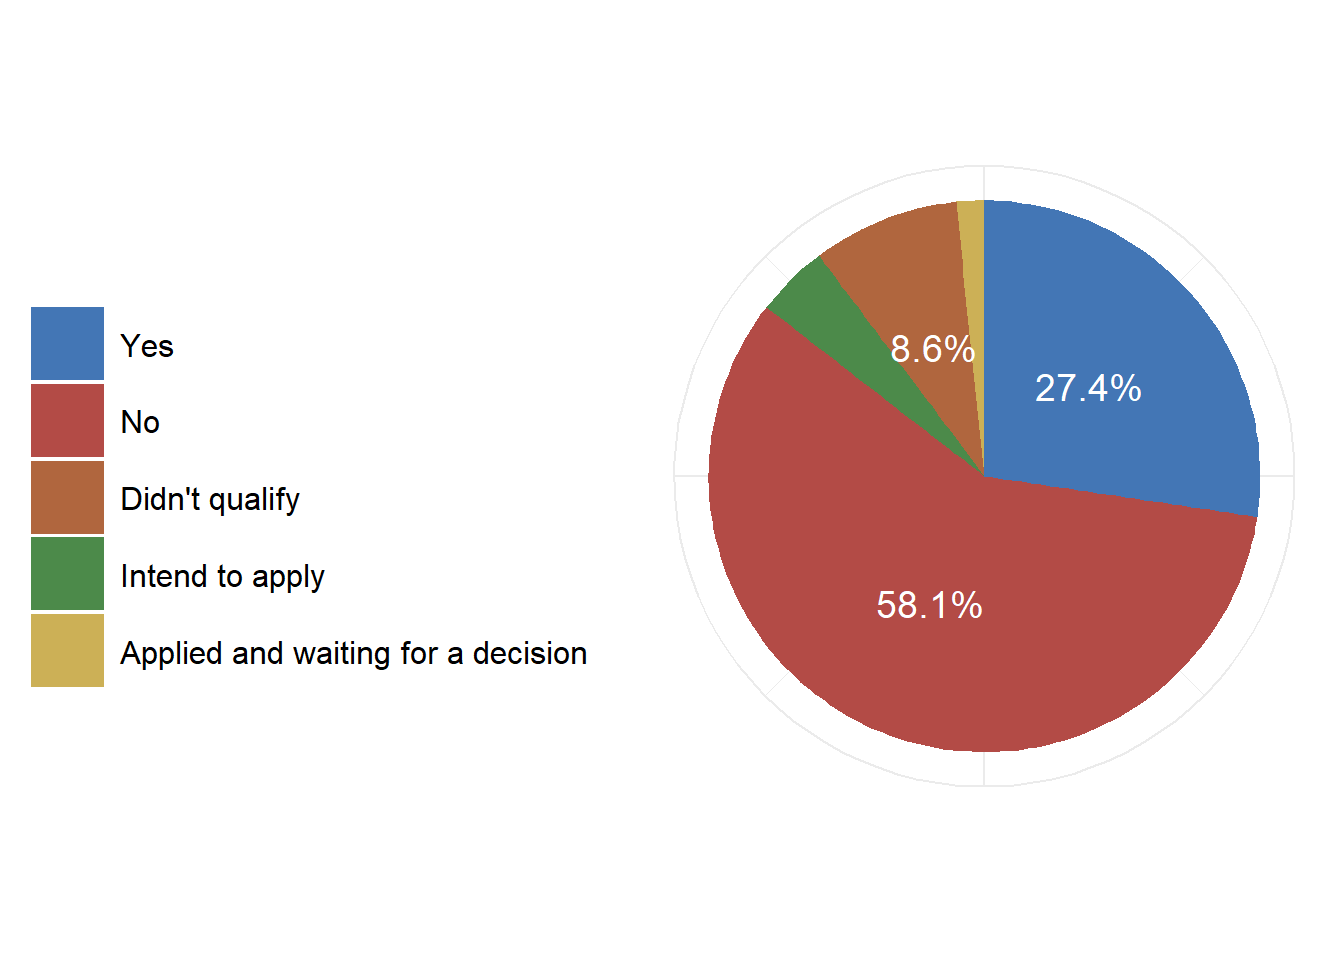 Yes
No
Didn't qualify
Intend to apply
Applied and waiting for a decision
8.6%
27.4%
58.1%